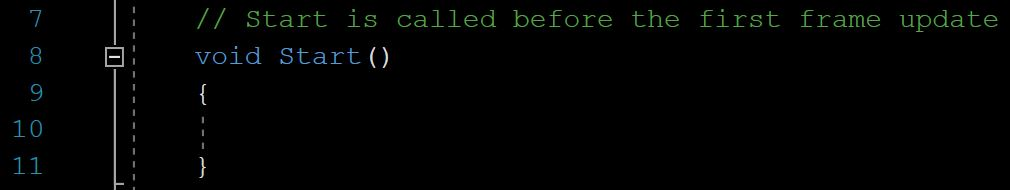 7 // Start is called before the first frame update
8 void Start()
9 {
10
11 }